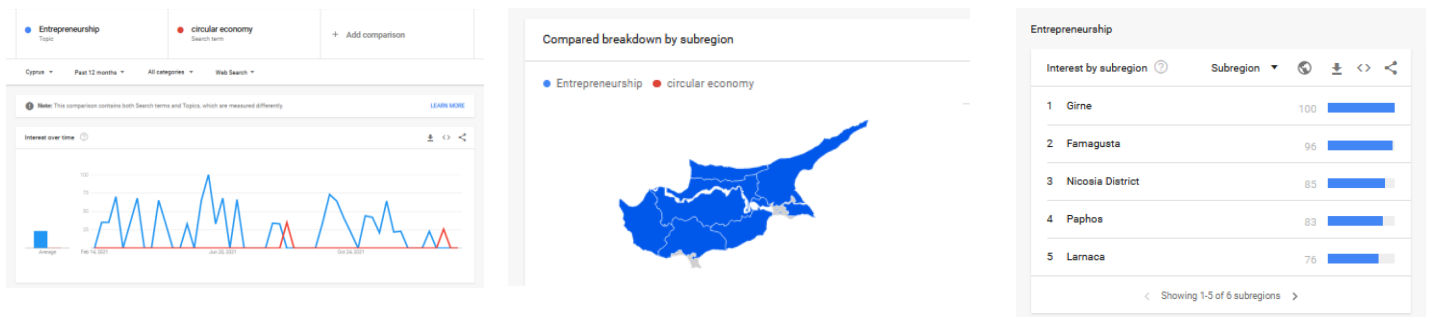 Entrepreneurship
Topic
circular economy
Search term
+ Add comparison
Cyprus
Past 12 months
All categories
Web Search
Note: This comparison contains both Search terms and Topics, which are measured differently.
LEARN MORE
Interest over time
100
75
50
25
Average
Feb 14, 2021
Jun 20, 2021
Oct 24, 2021
Compared breakdown by subregion
Entrepreneurship
circular economy
Entrepreneurship
Interest by subregion
Subregion
1 Girne 100
2 Famagusta 96
3 Nicosia District 85
4 Paphos 83
5 Larnaca 76
Showing 1-5 of 6 subregions